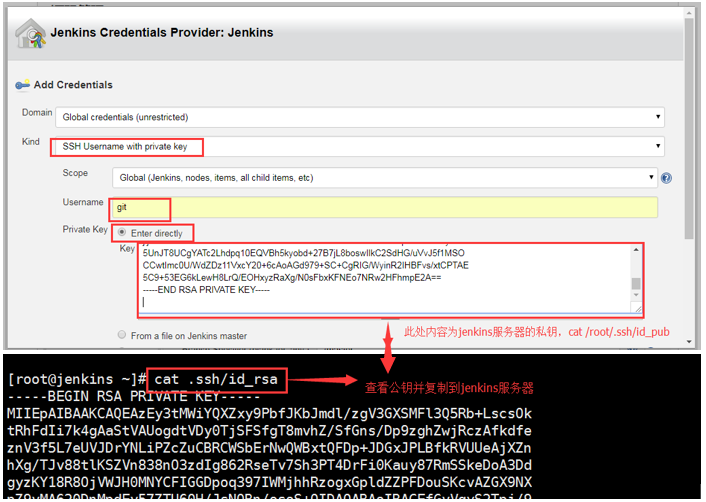 Jenkins Credentials Provider: Jenkins
Add Credentials
Domain
Global credentials (unrestricted)
Kind
SSH Username with private key
Scope
Global (Jenkins, nodes, items, all child items, etc)
Username
git
Private Key
Enter directly
Key
5UnJT8UCgYATc2Lhdpq10EQVBh5kyobd+27B7jL8boswIlkC2SdHG/uVvJ5f1MSO
CCwtlmc0U/WdZDz11VxcY20+6cAoAGd979+SC+CgRIG/WyinR2IHBFvs/xtCPTAE
5C9+53EG6kLewH8LrQ/EOHxyzRaXg/N0sFbxKFNEo7NRw2HFhmpE2A==
-----END RSA PRIVATE KEY-----
From a file on Jenkins master
此处内容为jenkins服务器的私钥，cat /root/.ssh/id_pub
[root@jenkins ~]# cat .ssh/id_rsa
查看公钥并复制到jenkins服务器
-----BEGIN RSA PRIVATE KEY-----
MIIEpAIBAAKCAQEAzEy3tMWiYQXZxy9PbfJKbJmdl/zgV3GXSMFl3Q5Rb+LscsOk
tRhFdIi7k4gAaStVAUogdtVDy0TjSFSfgT8mvhZ/SfGns/Dp9zghZwjRczAfkdfe
znV3f5L7eUVJDrYNLiPZcZuCBRCWSbErNwQWBxtQFDp+JDGxJPLBfkRVUUeAjXZn
hXg/TJv88tlKSZVn838nO3zdIg862RseTv7Sh3PT4DrFi0Kauy87RmSSkeDoA3Dd
gyzKY18R8OjVWJH0MNYCFIGGDpoq397IWMjhhRzogxGpldZZPFDouSKcvAZGX9NX